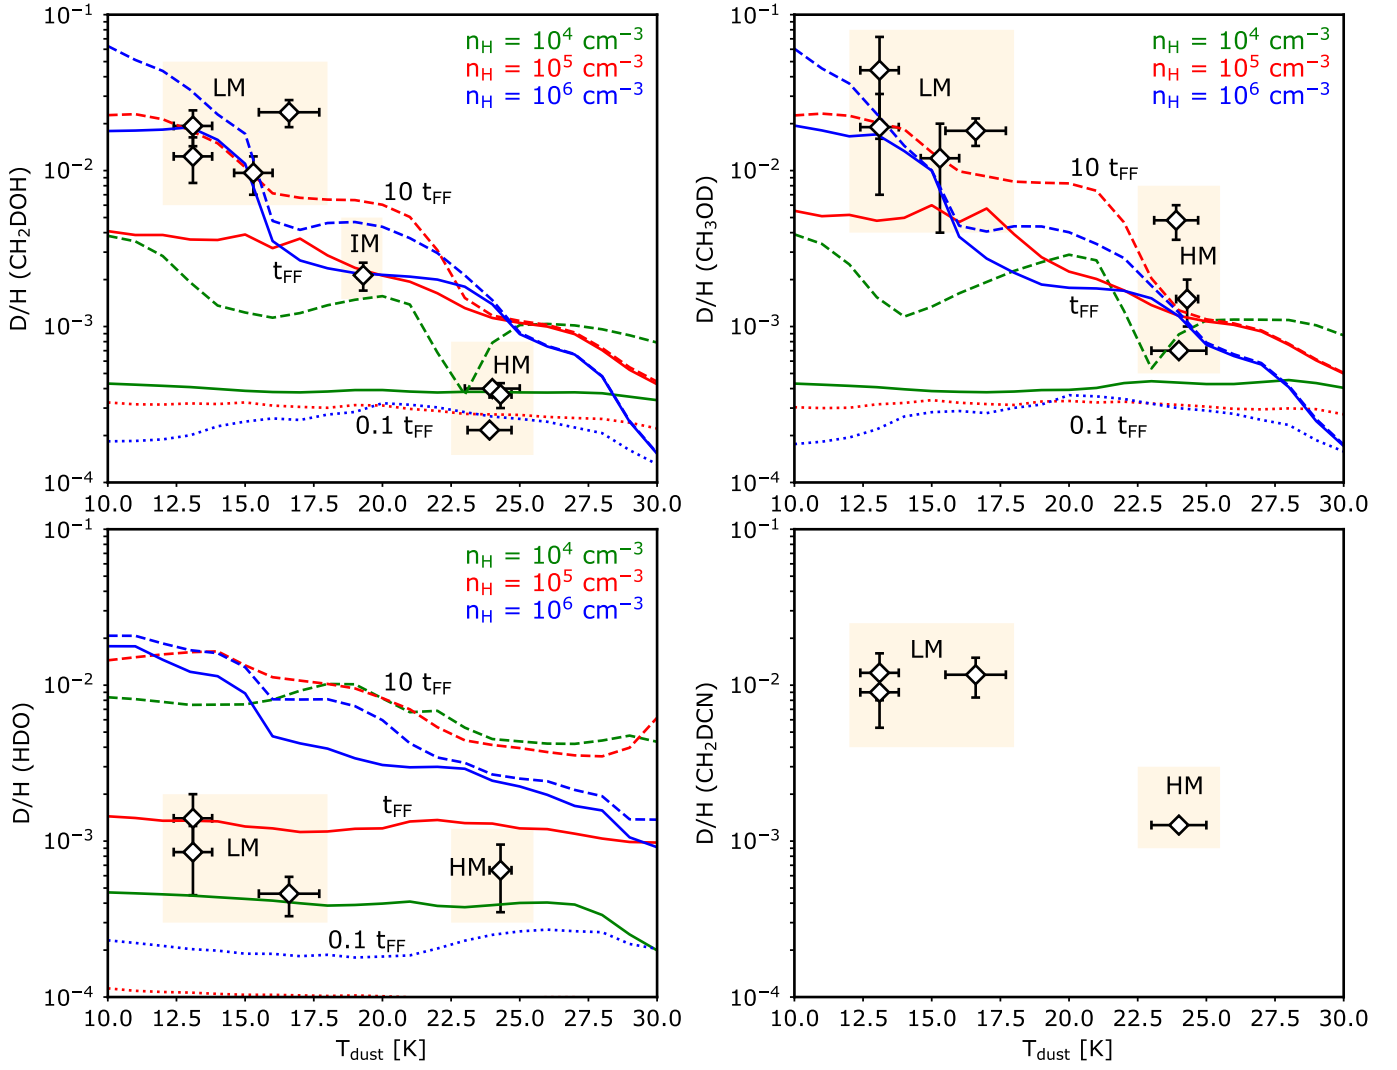 10⁻¹
10⁻²
10⁻³
10⁻⁴
D/H (CH₂DOH)
n_H = 10⁴ cm⁻³
n_H = 10⁵ cm⁻³
n_H = 10⁶ cm⁻³
LM
10 t_FF
IM
t_FF
HM
0.1 t_FF
10.0 12.5 15.0 17.5 20.0 22.5 25.0 27.5 30.0
10⁻¹
10⁻²
10⁻³
10⁻⁴
D/H (CH₃OD)
n_H = 10⁴ cm⁻³
n_H = 10⁵ cm⁻³
n_H = 10⁶ cm⁻³
LM
10 t_FF
HM
t_FF
0.1 t_FF
10.0 12.5 15.0 17.5 20.0 22.5 25.0 27.5 30.0
10⁻¹
10⁻²
10⁻³
10⁻⁴
D/H (HDO)
n_H = 10⁴ cm⁻³
n_H = 10⁵ cm⁻³
n_H = 10⁶ cm⁻³
10 t_FF
t_FF
LM
HM
0.1 t_FF
10.0 12.5 15.0 17.5 20.0 22.5 25.0 27.5 30.0
T_dust [K]
10⁻¹
10⁻²
10⁻³
10⁻⁴
D/H (CH₂DCN)
LM
HM
10.0 12.5 15.0 17.5 20.0 22.5 25.0 27.5 30.0
T_dust [K]